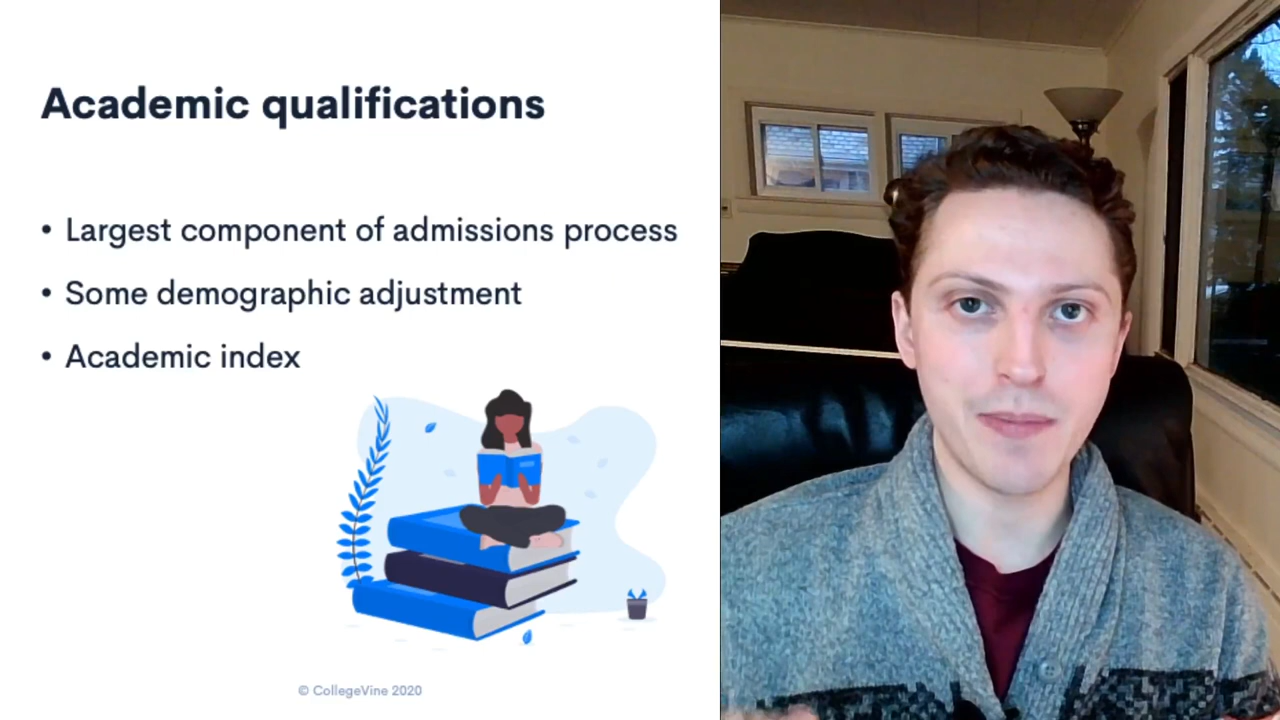 Academic qualifications
• Largest component of admissions process
• Some demographic adjustment
• Academic index
© CollegeVine 2020